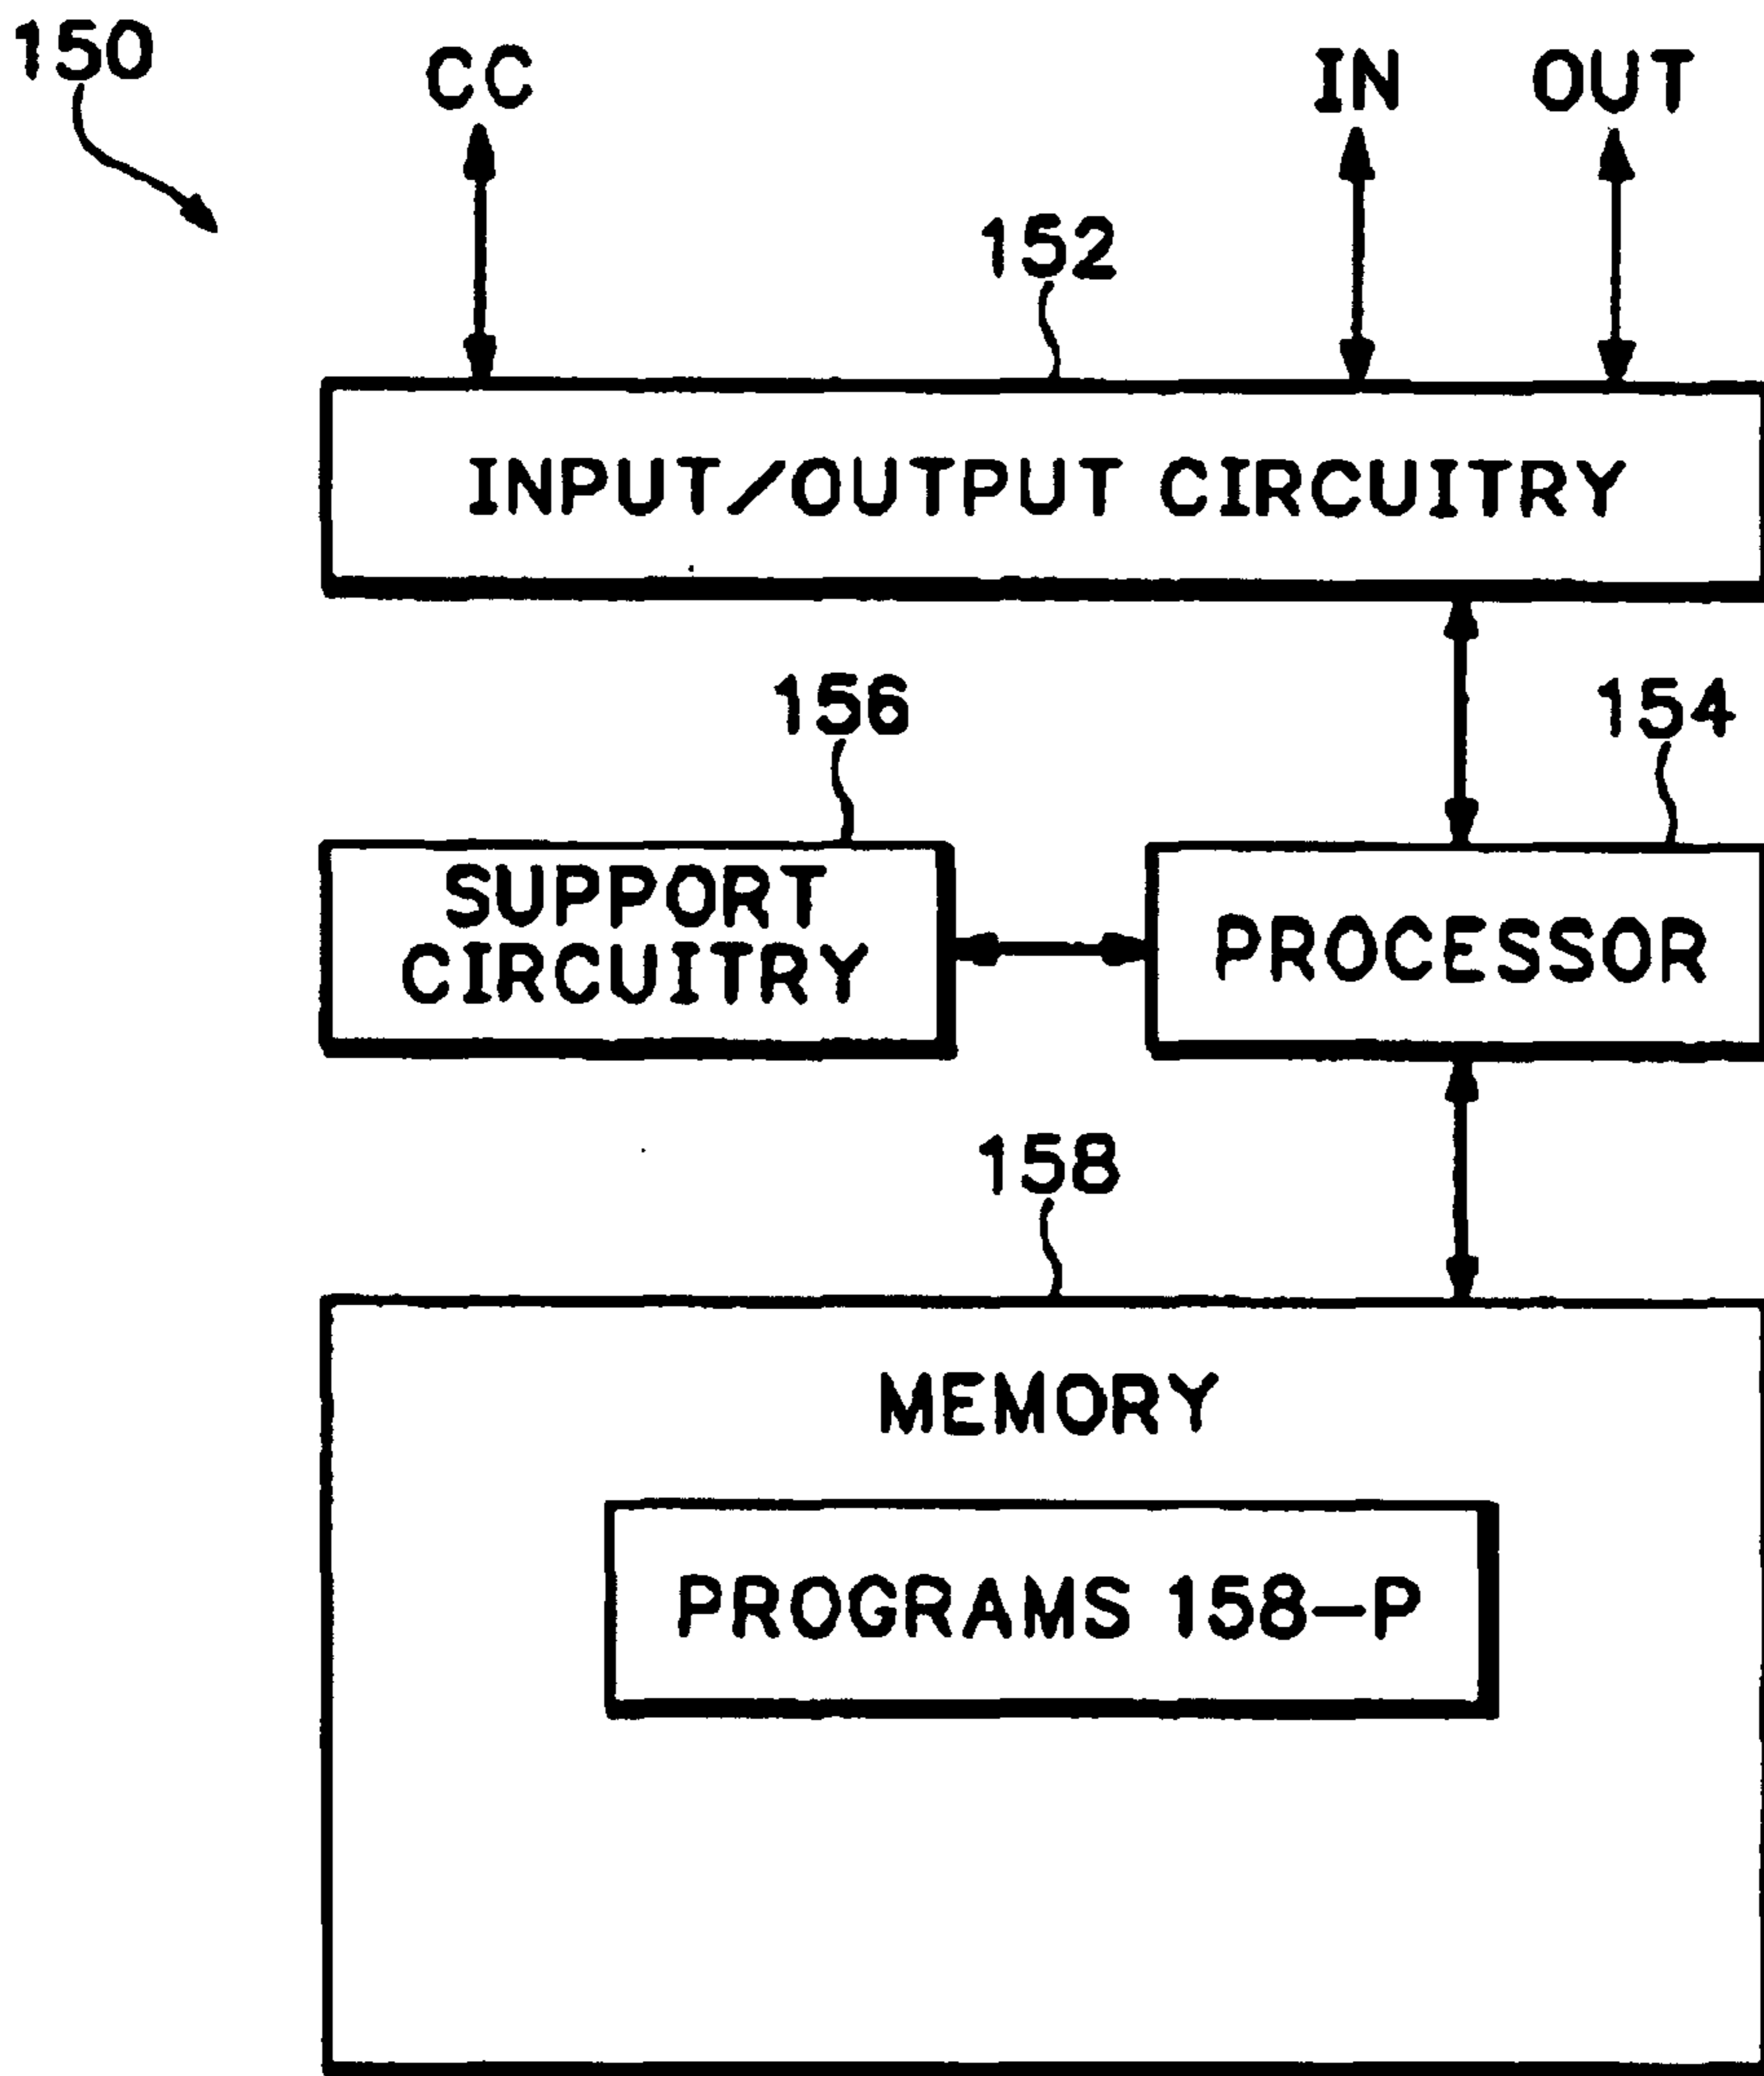 150
CC
IN
OUT
152
INPUT/OUTPUT CIRCUITRY
156
154
SUPPORT
CIRCUITRY
PROCESSOR
158
MEMORY
PROGRAMS 158-P